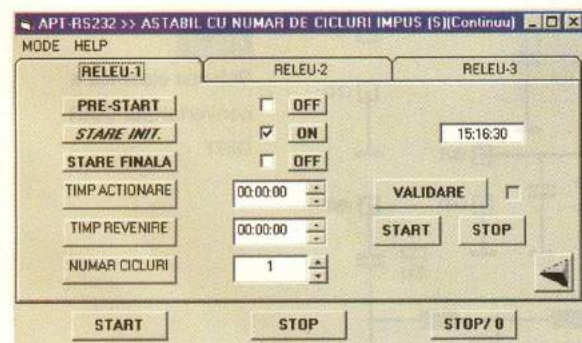 APT-RS232 >> ASTABIL CU NUMAR DE CICLURI IMPUS (S)(Continuu)
MODE HELP
RELEU-1 RELEU-2 RELEU-3
PRE-START OFF
STARE INIT. ON 15:16:30
STARE FINALA OFF
TIMP ACTIONARE 00:00:00 VALIDARE
TIMP REVENIRE 00:00:00 START STOP
NUMAR CICLURI 1
START STOP STOP/0